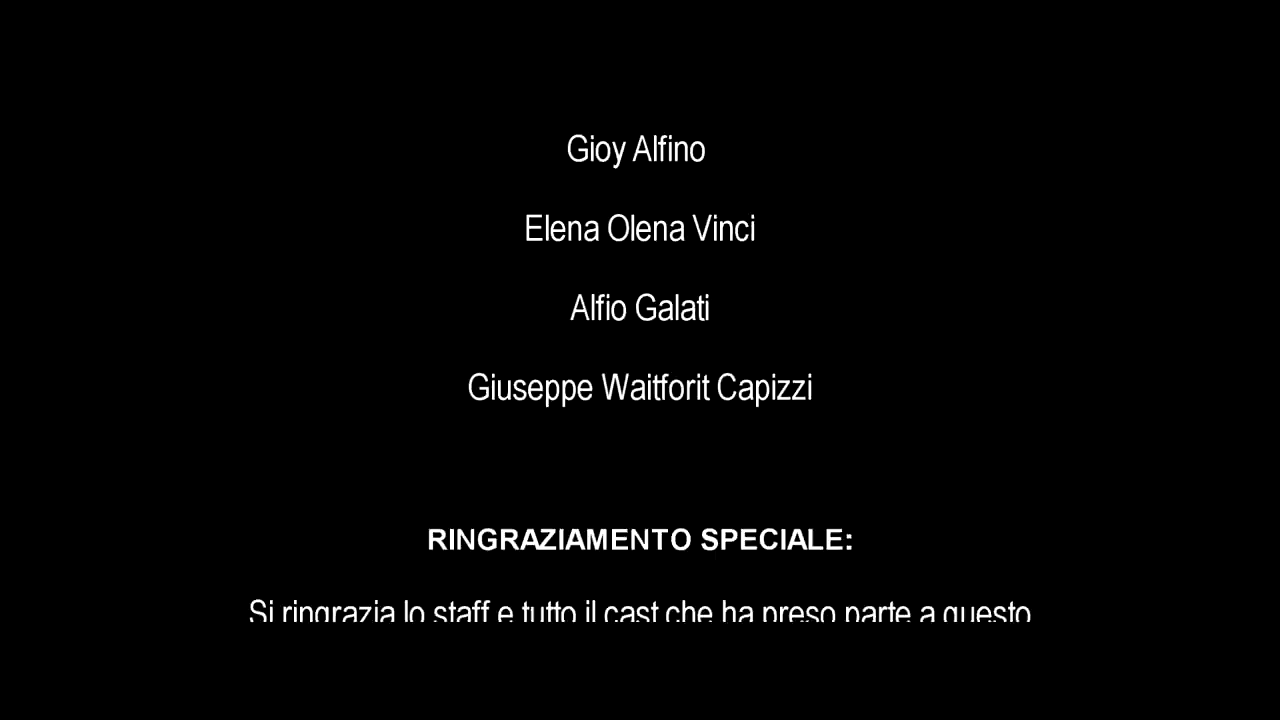 Gioy Alfino
Elena Olena Vinci
Alfio Galati
Giuseppe Waitforit Capizzi
RINGRAZIAMENTO SPECIALE:
Si ringrazia lo staff e tutto il cast che ha preso parte a questo